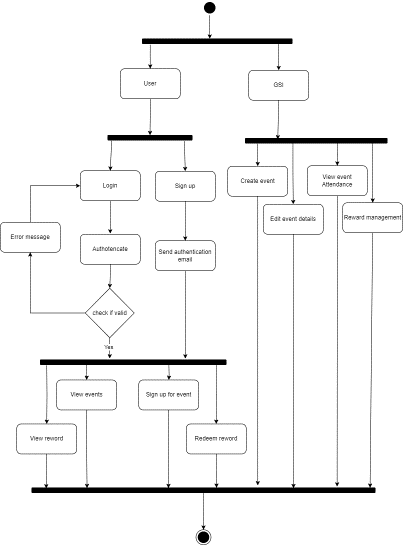 User
GSI
Login
Sign up
Create event
View event
Attendance
Edit event details
Reward management
Error message
Authotencate
Send authentication
email
check if valid
Yes
View events
Sign up for event
View reword
Redeem reword